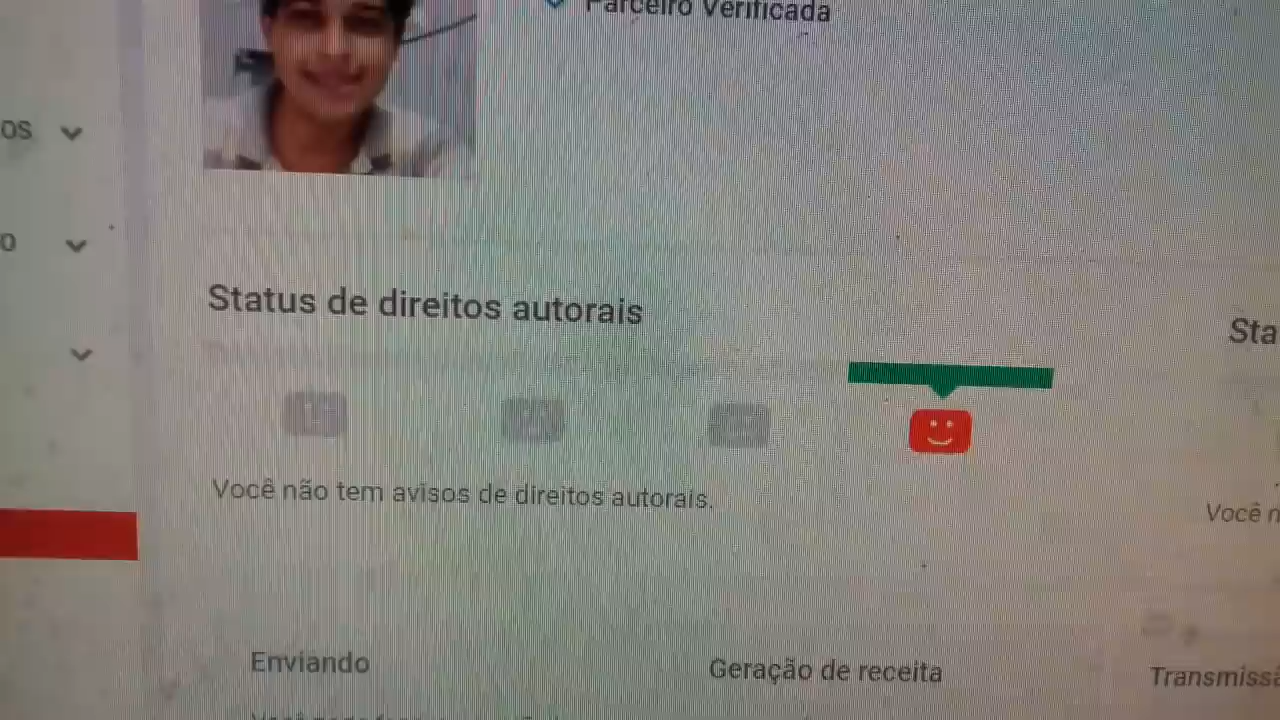 Parceiro Verificada
os
o
Status de direitos autorais
Sta
Você não tem avisos de direitos autorais.
Você n
Enviando
Geração de receita
Transmissã